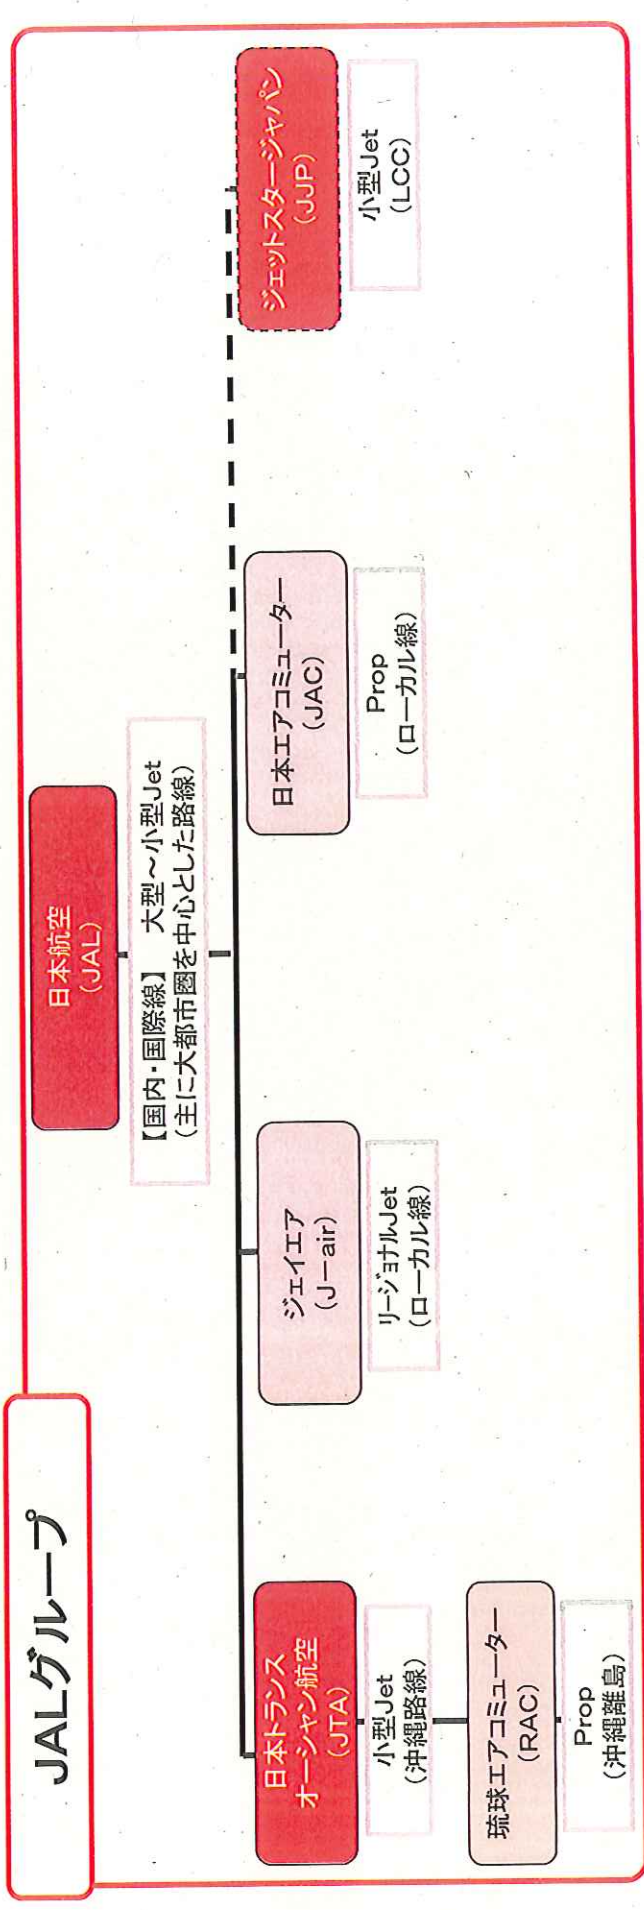 JALグループ
日本航空
(JAL)
【国内・国際線】　大型～小型Jet
(主に大都市圏を中心とした路線)
日本トランス
オーシャン航空
(JTA)
小型Jet
(沖縄路線)
琉球エアコミューター
(RAC)
Prop
(沖縄離島)
ジェイエア
(J－air)
リージョナルJet
(ローカル線)
日本エアコミューター
(JAC)
Prop
(ローカル線)
ジェットスタージャパン
(JJP)
小型Jet
(LCC)